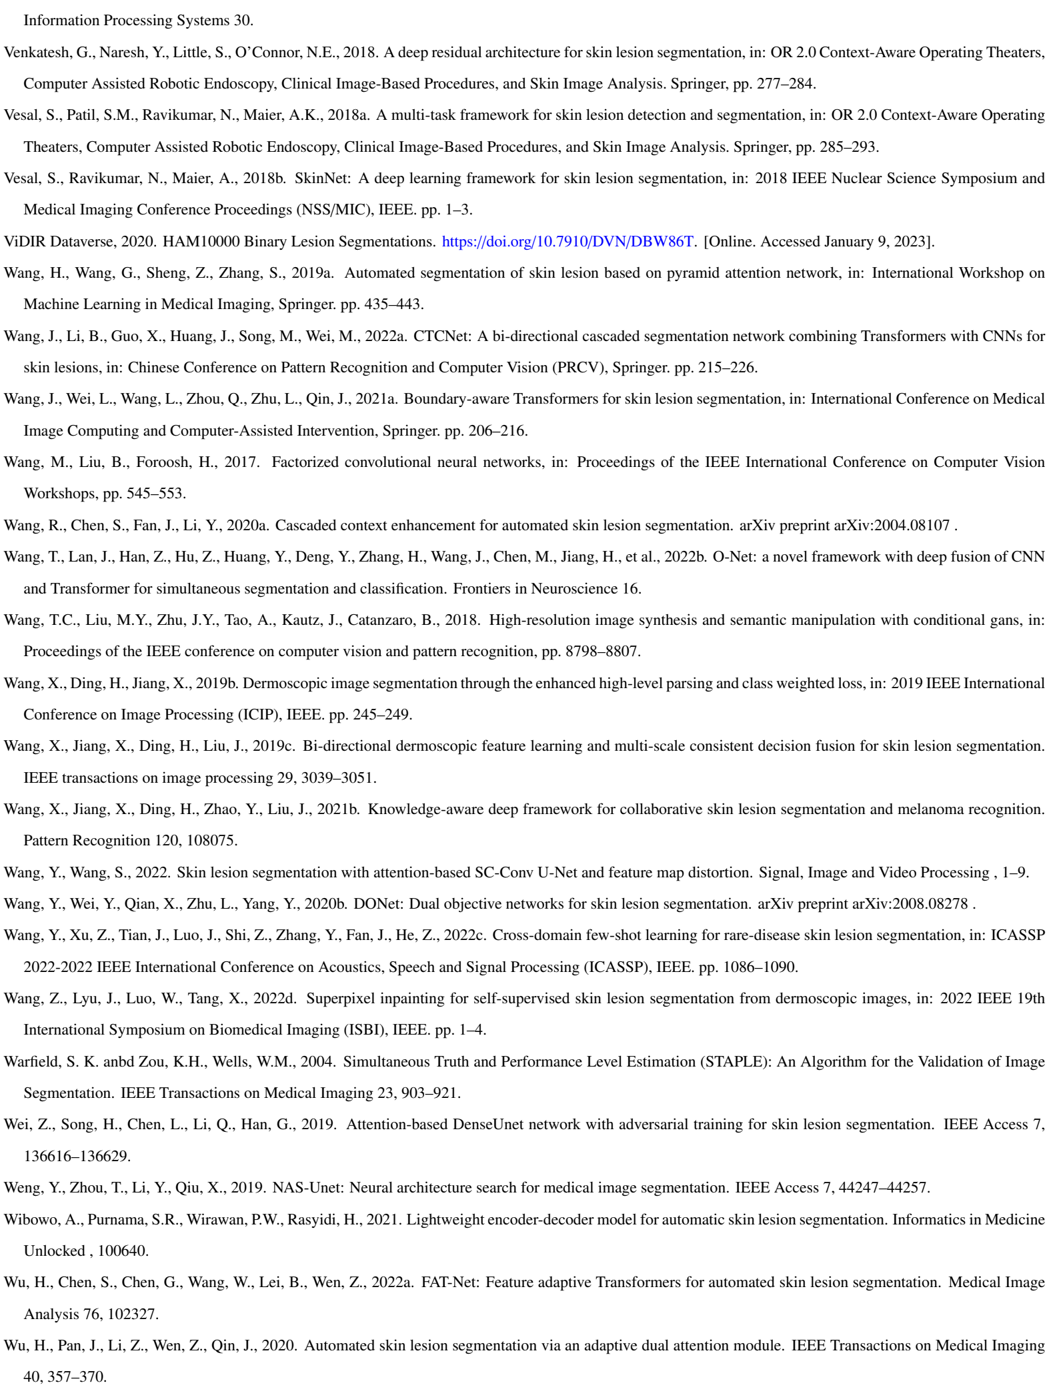 Information Processing Systems 30.
Venkatesh, G., Naresh, Y., Little, S., O’Connor, N.E., 2018. A deep residual architecture for skin lesion segmentation, in: OR 2.0 Context-Aware Operating Theaters,
Computer Assisted Robotic Endoscopy, Clinical Image-Based Procedures, and Skin Image Analysis. Springer, pp. 277–284.
Vesal, S., Patil, S.M., Ravikumar, N., Maier, A.K., 2018a. A multi-task framework for skin lesion detection and segmentation, in: OR 2.0 Context-Aware Operating
Theaters, Computer Assisted Robotic Endoscopy, Clinical Image-Based Procedures, and Skin Image Analysis. Springer, pp. 285–293.
Vesal, S., Ravikumar, N., Maier, A., 2018b. SkinNet: A deep learning framework for skin lesion segmentation, in: 2018 IEEE Nuclear Science Symposium and
Medical Imaging Conference Proceedings (NSS/MIC), IEEE. pp. 1–3.
ViDIR Dataverse, 2020. HAM10000 Binary Lesion Segmentations. https://doi.org/10.7910/DVN/DBW86T. [Online. Accessed January 9, 2023].
Wang, H., Wang, G., Sheng, Z., Zhang, S., 2019a. Automated segmentation of skin lesion based on pyramid attention network, in: International Workshop on
Machine Learning in Medical Imaging, Springer. pp. 435–443.
Wang, J., Li, B., Guo, X., Huang, J., Song, M., Wei, M., 2022a. CTCNet: A bi-directional cascaded segmentation network combining Transformers with CNNs for
skin lesions, in: Chinese Conference on Pattern Recognition and Computer Vision (PRCV), Springer. pp. 215–226.
Wang, J., Wei, L., Wang, L., Zhou, Q., Zhu, L., Qin, J., 2021a. Boundary-aware Transformers for skin lesion segmentation, in: International Conference on Medical
Image Computing and Computer-Assisted Intervention, Springer. pp. 206–216.
Wang, M., Liu, B., Foroosh, H., 2017. Factorized convolutional neural networks, in: Proceedings of the IEEE International Conference on Computer Vision
Workshops, pp. 545–553.
Wang, R., Chen, S., Fan, J., Li, Y., 2020a. Cascaded context enhancement for automated skin lesion segmentation. arXiv preprint arXiv:2004.08107 .
Wang, T., Lan, J., Han, Z., Hu, Z., Huang, Y., Deng, Y., Zhang, H., Wang, J., Chen, M., Jiang, H., et al., 2022b. O-Net: a novel framework with deep fusion of CNN
and Transformer for simultaneous segmentation and classification. Frontiers in Neuroscience 16.
Wang, T.C., Liu, M.Y., Zhu, J.Y., Tao, A., Kautz, J., Catanzaro, B., 2018. High-resolution image synthesis and semantic manipulation with conditional gans, in:
Proceedings of the IEEE conference on computer vision and pattern recognition, pp. 8798–8807.
Wang, X., Ding, H., Jiang, X., 2019b. Dermoscopic image segmentation through the enhanced high-level parsing and class weighted loss, in: 2019 IEEE International
Conference on Image Processing (ICIP), IEEE. pp. 245–249.
Wang, X., Jiang, X., Ding, H., Liu, J., 2019c. Bi-directional dermoscopic feature learning and multi-scale consistent decision fusion for skin lesion segmentation.
IEEE transactions on image processing 29, 3039–3051.
Wang, X., Jiang, X., Ding, H., Zhao, Y., Liu, J., 2021b. Knowledge-aware deep framework for collaborative skin lesion segmentation and melanoma recognition.
Pattern Recognition 120, 108075.
Wang, Y., Wang, S., 2022. Skin lesion segmentation with attention-based SC-Conv U-Net and feature map distortion. Signal, Image and Video Processing , 1–9.
Wang, Y., Wei, Y., Qian, X., Zhu, L., Yang, Y., 2020b. DONet: Dual objective networks for skin lesion segmentation. arXiv preprint arXiv:2008.08278 .
Wang, Y., Xu, Z., Tian, J., Luo, J., Shi, Z., Zhang, Y., Fan, J., He, Z., 2022c. Cross-domain few-shot learning for rare-disease skin lesion segmentation, in: ICASSP
2022-2022 IEEE International Conference on Acoustics, Speech and Signal Processing (ICASSP), IEEE. pp. 1086–1090.
Wang, Z., Lyu, J., Luo, W., Tang, X., 2022d. Superpixel inpainting for self-supervised skin lesion segmentation from dermoscopic images, in: 2022 IEEE 19th
International Symposium on Biomedical Imaging (ISBI), IEEE. pp. 1–4.
Warfield, S. K. anbd Zou, K.H., Wells, W.M., 2004. Simultaneous Truth and Performance Level Estimation (STAPLE): An Algorithm for the Validation of Image
Segmentation. IEEE Transactions on Medical Imaging 23, 903–921.
Wei, Z., Song, H., Chen, L., Li, Q., Han, G., 2019. Attention-based DenseUnet network with adversarial training for skin lesion segmentation. IEEE Access 7,
136616–136629.
Weng, Y., Zhou, T., Li, Y., Qiu, X., 2019. NAS-Unet: Neural architecture search for medical image segmentation. IEEE Access 7, 44247–44257.
Wibowo, A., Purnama, S.R., Wirawan, P.W., Rasyidi, H., 2021. Lightweight encoder-decoder model for automatic skin lesion segmentation. Informatics in Medicine
Unlocked , 100640.
Wu, H., Chen, S., Chen, G., Wang, W., Lei, B., Wen, Z., 2022a. FAT-Net: Feature adaptive Transformers for automated skin lesion segmentation. Medical Image
Analysis 76, 102327.
Wu, H., Pan, J., Li, Z., Wen, Z., Qin, J., 2020. Automated skin lesion segmentation via an adaptive dual attention module. IEEE Transactions on Medical Imaging
40, 357–370.